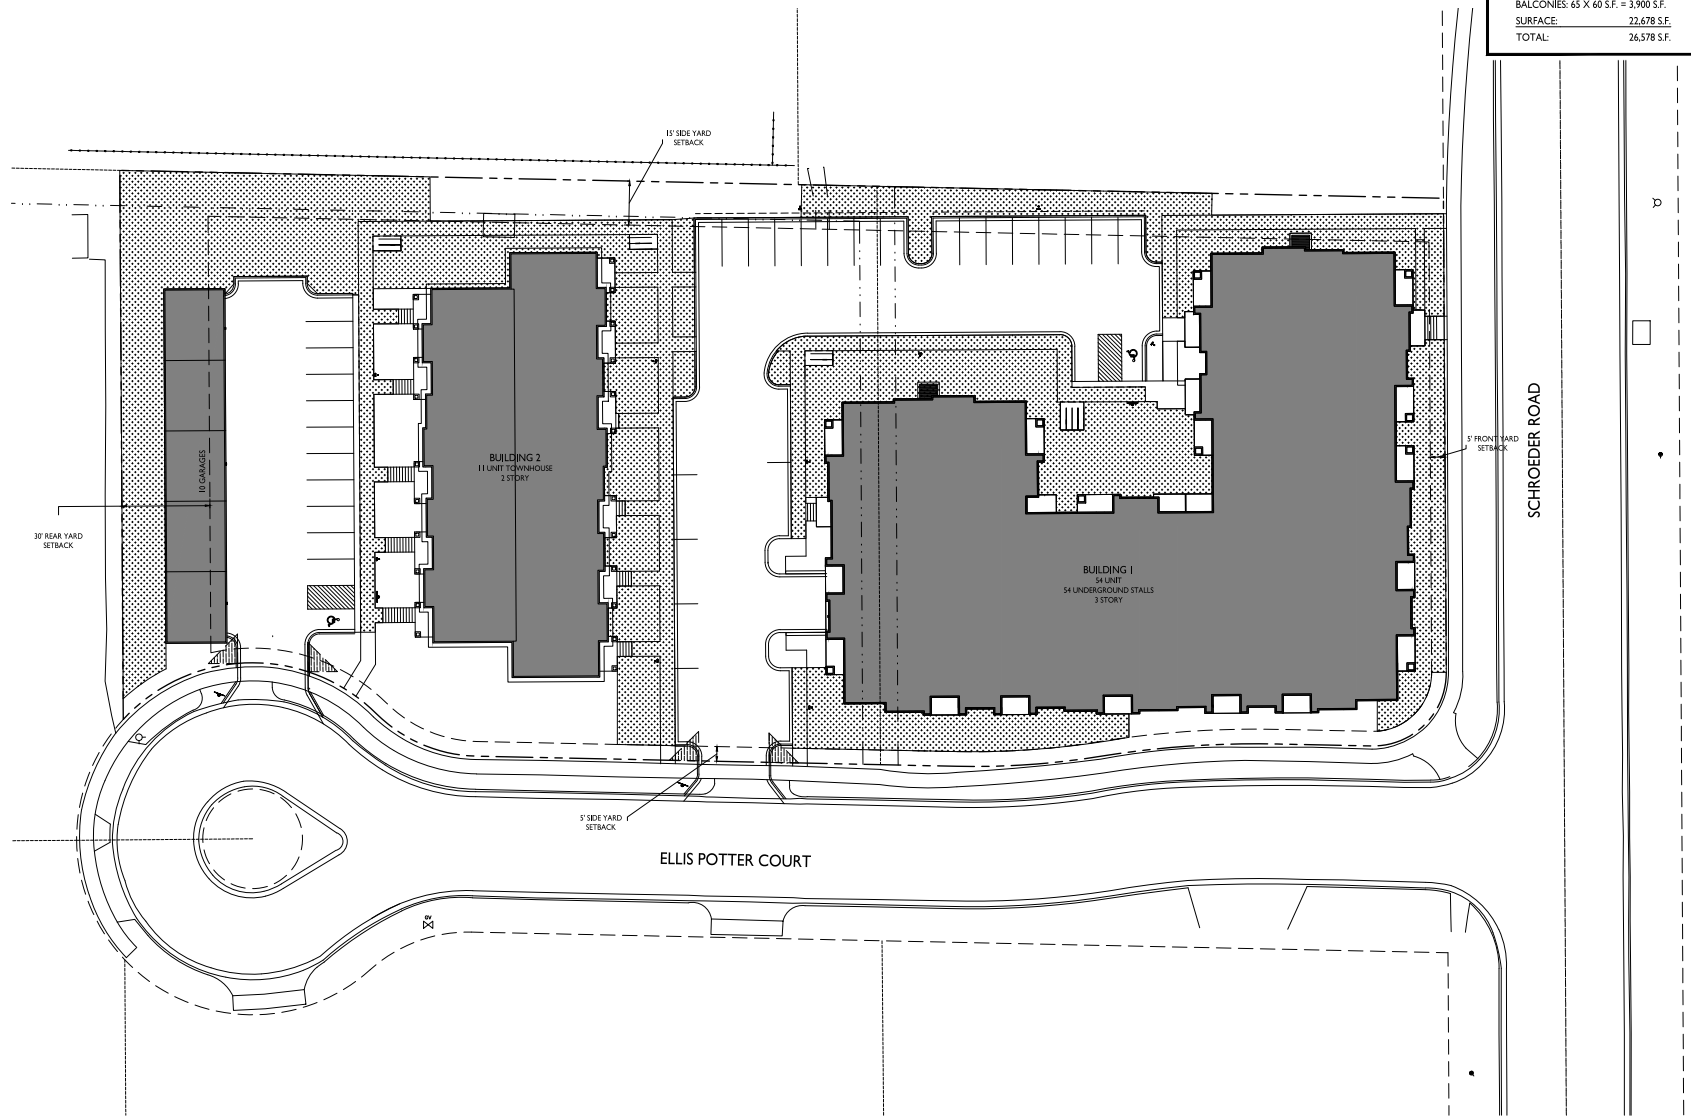 BALCONIES: 65 X 60 S.F. = 3,900 S.F.
SURFACE: 22,678 S.F.
TOTAL: 26,578 S.F.
15' SIDE YARD
SETBACK
SCHROEDER ROAD
5' FRONT YARD
SETBACK
BUILDING 2
11 UNIT TOWNHOUSE
2 STORY
10 GARAGES
30' REAR YARD
SETBACK
BUILDING 1
54 UNIT
54 UNDERGROUND STALLS
3 STORY
5' SIDE YARD
SETBACK
ELLIS POTTER COURT
GV